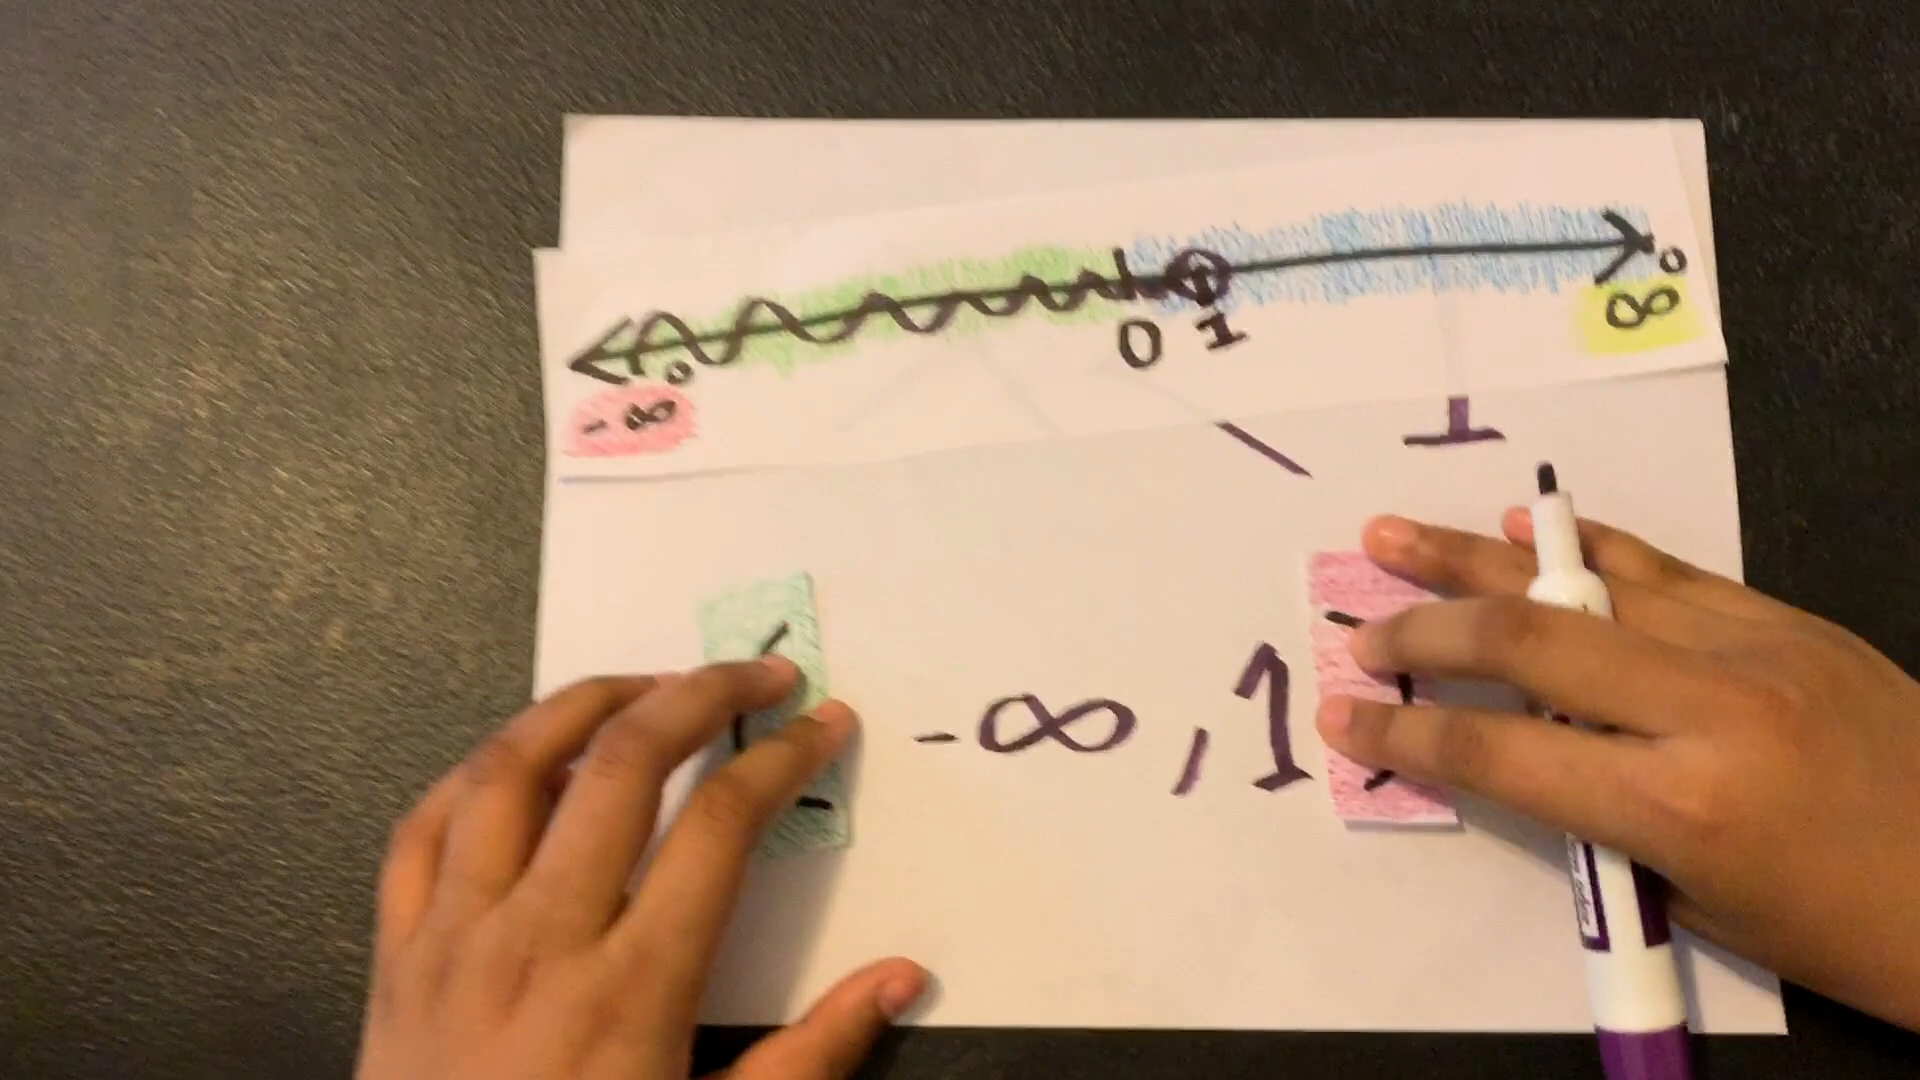 0 1 ∞
- ∞
( -∞, 1 )